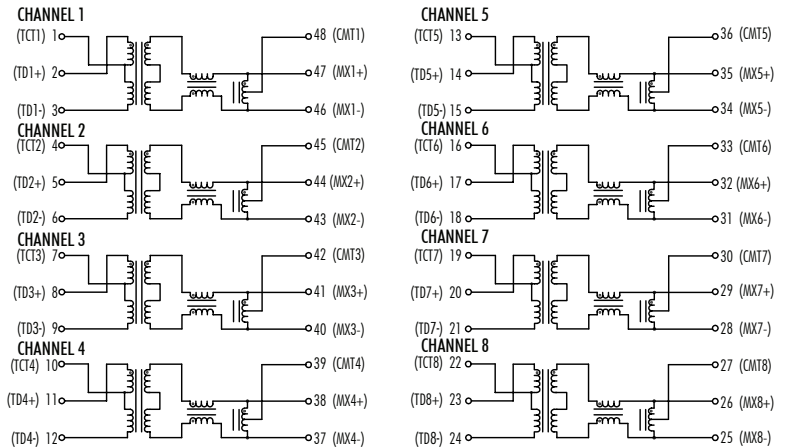 CHANNEL 1
(TCT1) 1
(TD1+) 2
(TD1-) 3
48 (CMT1)
47 (MX1+)
46 (MX1-)
CHANNEL 2
(TCT2) 4
(TD2+) 5
(TD2-) 6
45 (CMT2)
44 (MX2+)
43 (MX2-)
CHANNEL 3
(TCT3) 7
(TD3+) 8
(TD3-) 9
42 (CMT3)
41 (MX3+)
40 (MX3-)
CHANNEL 4
(TCT4) 10
(TD4+) 11
(TD4-) 12
39 (CMT4)
38 (MX4+)
37 (MX4-)
CHANNEL 5
(TCT5) 13
(TD5+) 14
(TD5-) 15
36 (CMT5)
35 (MX5+)
34 (MX5-)
CHANNEL 6
(TCT6) 16
(TD6+) 17
(TD6-) 18
33 (CMT6)
32 (MX6+)
31 (MX6-)
CHANNEL 7
(TCT7) 19
(TD7+) 20
(TD7-) 21
30 (CMT7)
29 (MX7+)
28 (MX7-)
CHANNEL 8
(TCT8) 22
(TD8+) 23
(TD8-) 24
27 (CMT8)
26 (MX8+)
25 (MX8-)